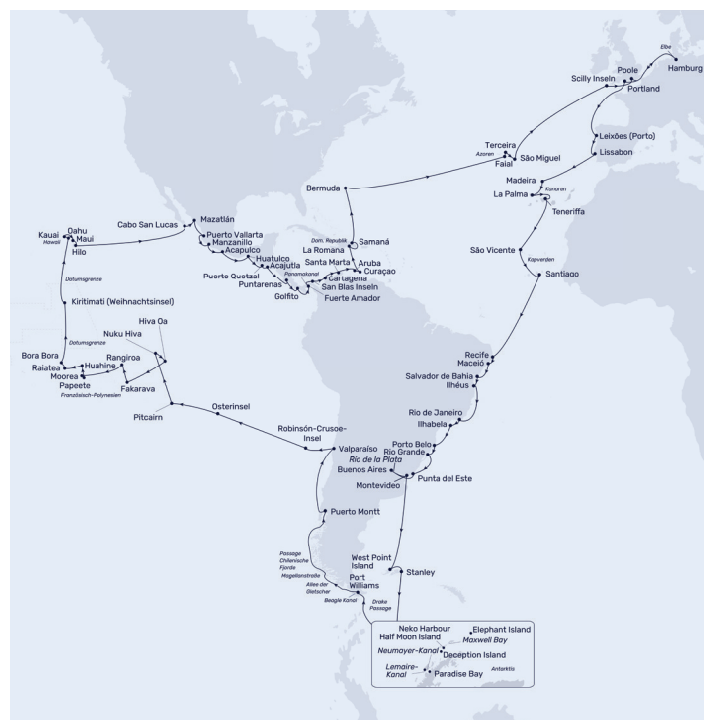 Elbe
Hamburg
Poole
Scilly Inseln
Portland
Leixões (Porto)
Lissabon
Terceira
Azoren
Faial
São Miguel
Madeira
Kanaren
La Palma
Teneriffa
Bermuda
São Vicente
Kapverden
Santiago
Kauai
Oahu
Hawaii
Maui
Hilo
Cabo San Lucas
Mazatlán
Puerto Vallarta
Manzanillo
Acapulco
Huatulco
Acajutla
Puerto Quetzal
Puntarenas
Golfito
Panamakanal
Dom. Republik
Samaná
La Romana
Santa Marta
Aruba
Curaçao
Cartagena
San Blas Inseln
Fuerte Amador
Datumsgrenze
Kiritimati (Weihnachtsinsel)
Datumsgrenze
Hiva Oa
Nuku Hiva
Bora Bora
Raiatea
Huahine
Rangiroa
Moorea
Papeete
Fakarava
Französisch-Polynesien
Pitcairn
Osterinsel
Robinsón-Crusoe-
Insel
Valparaíso
Recife
Maceió
Salvador de Bahia
Ilhéus
Rio de Janeiro
Ilhabela
Porto Belo
Rio Grande
Río de la Plata
Buenos Aires
Punta del Este
Montevideo
Puerto Montt
Passage
Chilenische
Fjorde
Magellanstraße
Allee der
Gletscher
Beagle Kanal
West Point
Island
Stanley
Port
Williams
Drake
Passage
Neko Harbour
Elephant Island
Half Moon Island
Maxwell Bay
Neumayer-Kanal
Deception Island
Lemaire-
Kanal
Paradise Bay
Antarktis